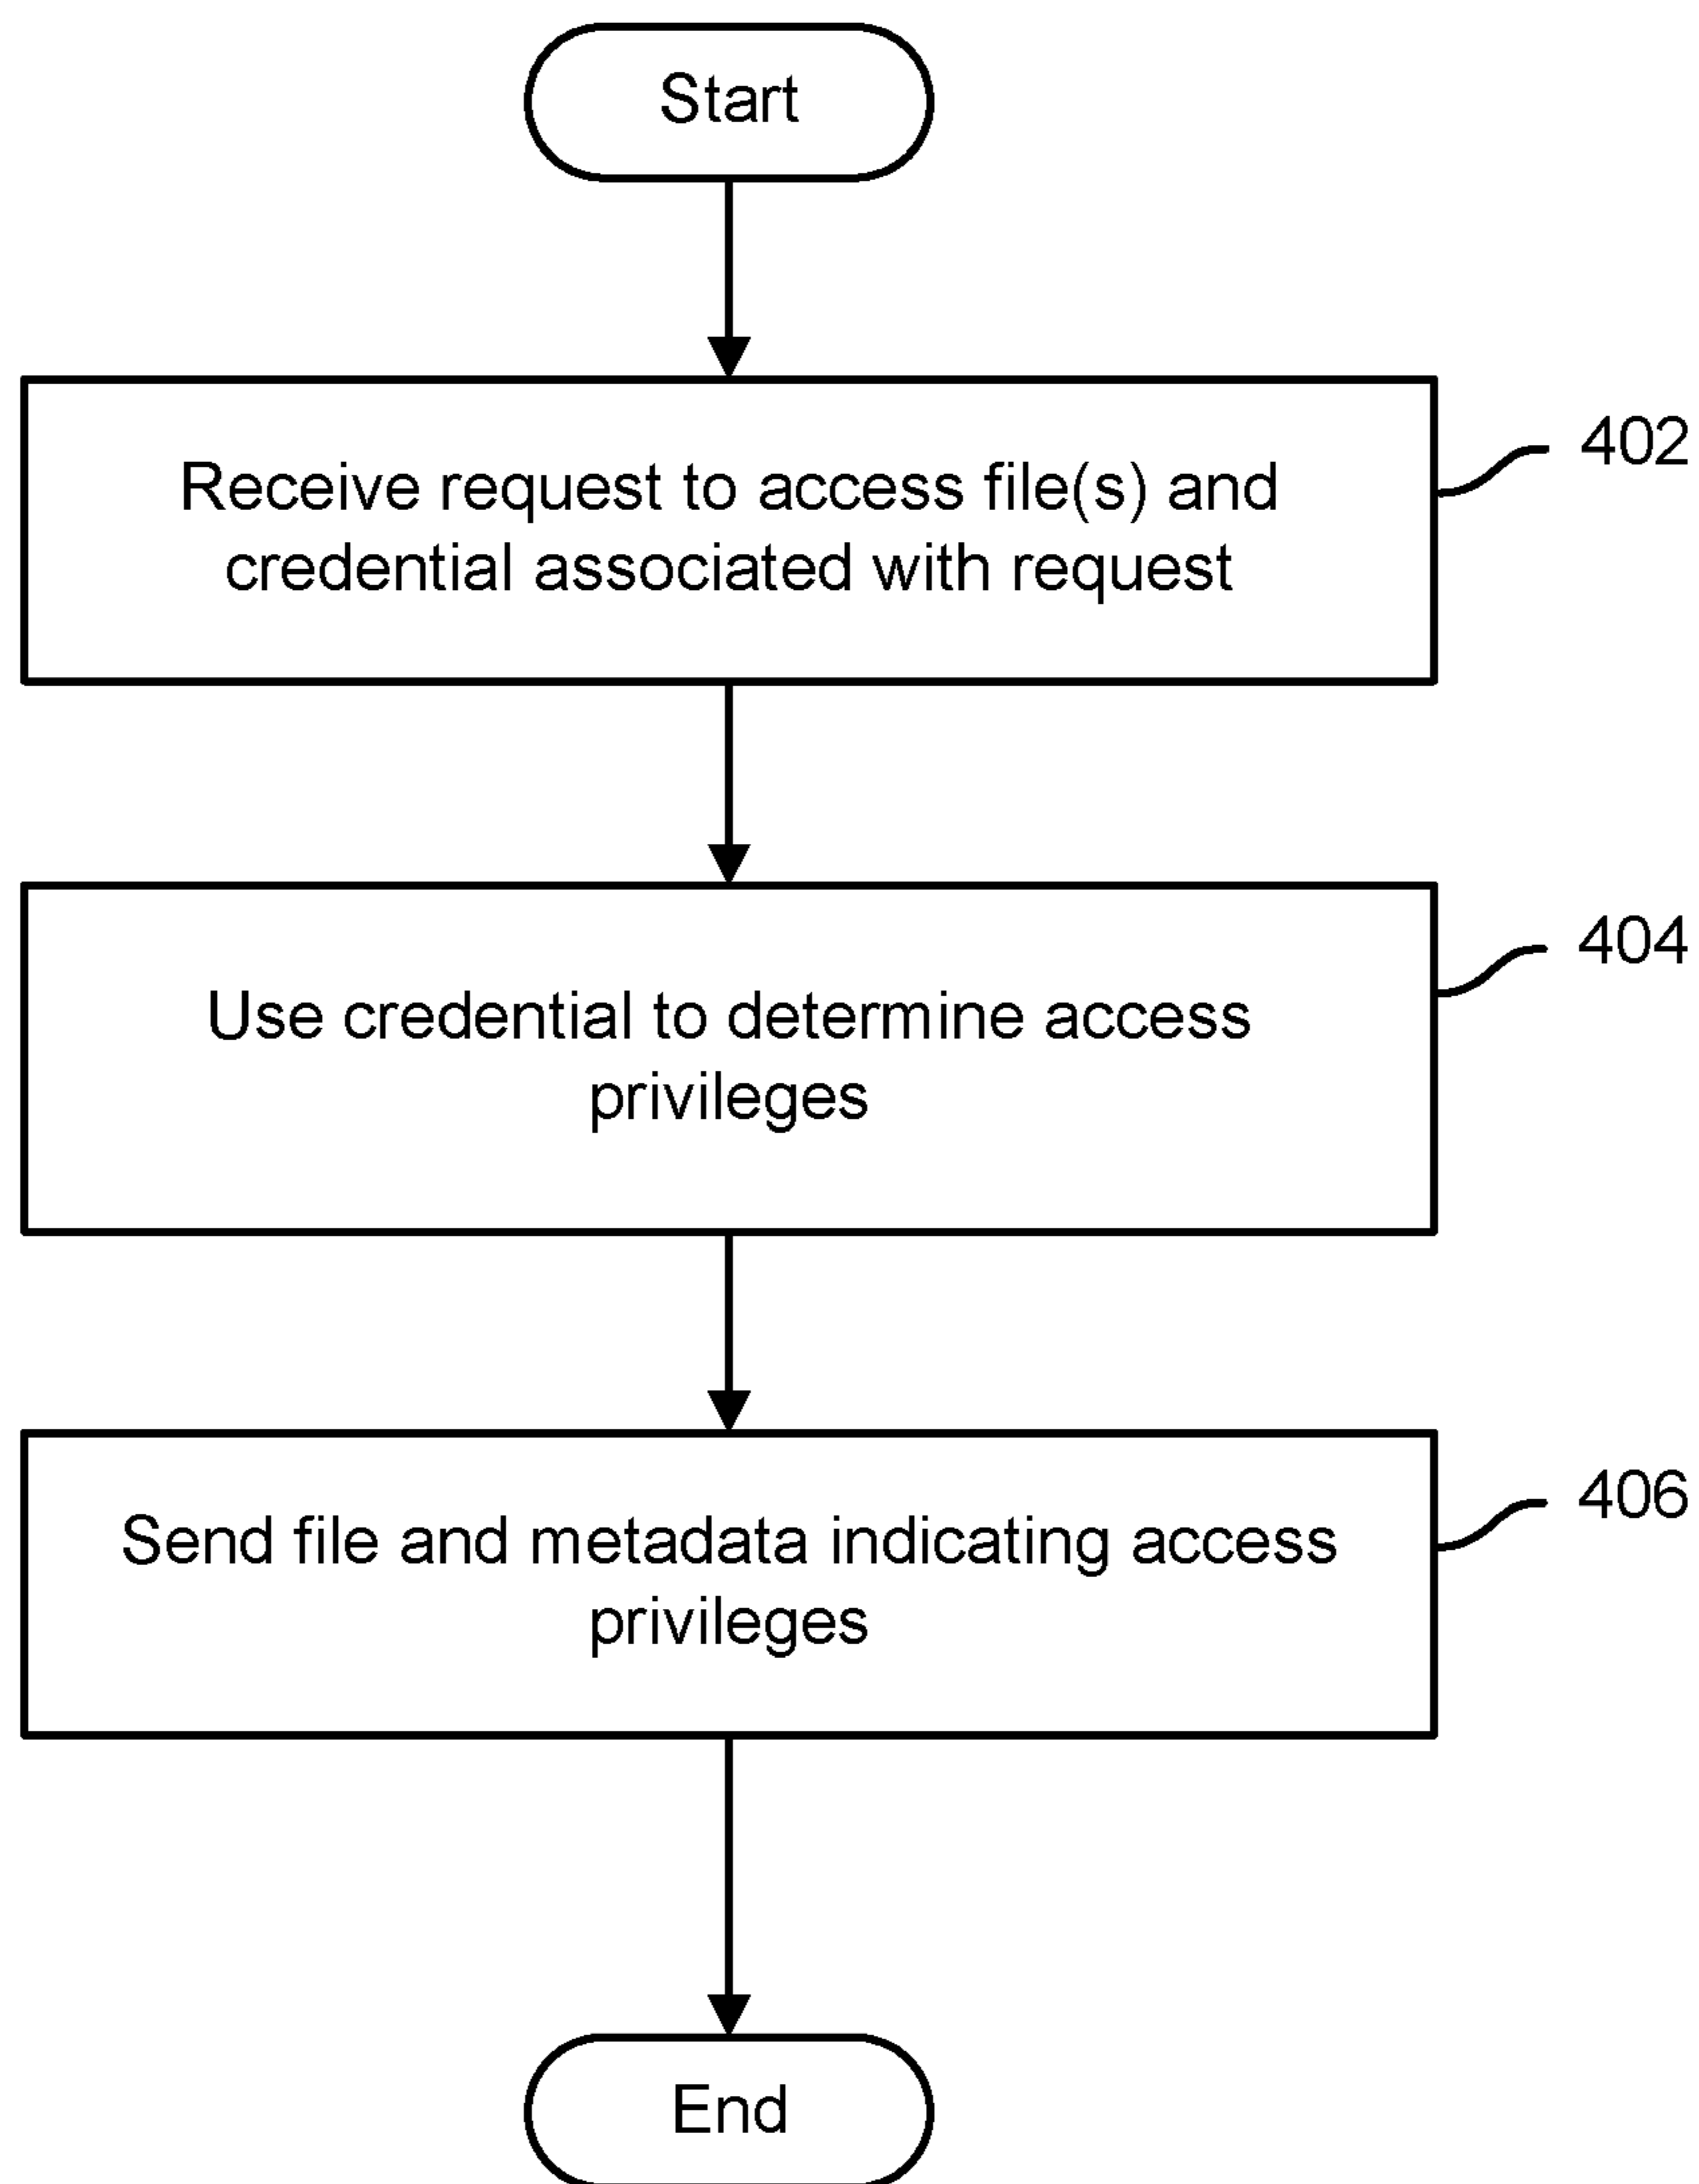 Start
Receive request to access file(s) and
credential associated with request
402
Use credential to determine access
privileges
404
Send file and metadata indicating access
privileges
406
End